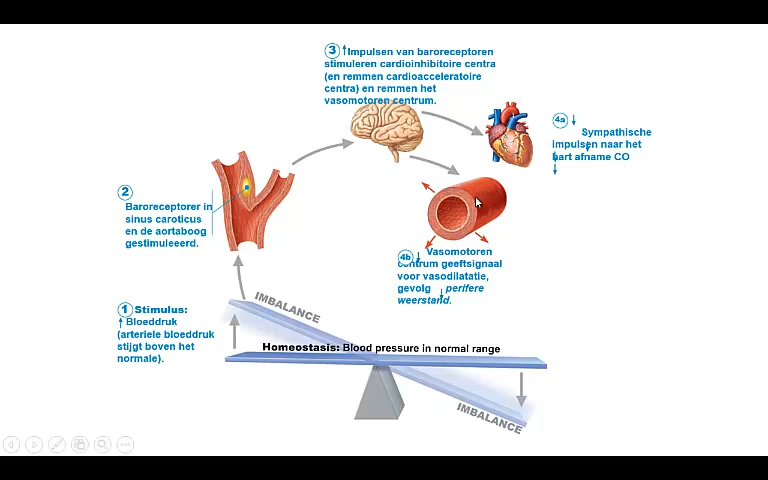 3 ↑Impulsen van baroreceptoren
stimuleren cardioinhibitoire centra
(en remmen cardioacceleratoire
centra) en remmen het
vasomotoren centrum.
4a ↓ Sympathische
impulsen naar het
hart afname CO
↓
2
Baroreceptorer in
sinus caroticus
en de aortaboog
gestimuleerd.
4b ↓ Vasomotoren
centrum geeftsignaal
voor vasodilatatie,
gevolg ↓ perifere
weerstand.
1 Stimulus:
↑ Bloeddruk
(arteriele bloeddruk
stijgt boven het
normale).
IMBALANCE
Homeostasis: Blood pressure in normal range
IMBALANCE